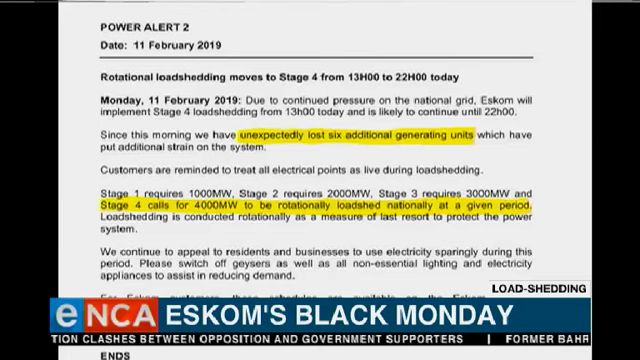 POWER ALERT 2
Date: 11 February 2019
Rotational loadshedding moves to Stage 4 from 13H00 to 22H00 today
Monday, 11 February 2019: Due to continued pressure on the national grid, Eskom will
implement Stage 4 loadshedding from 13h00 today and is likely to continue until 22h00.
Since this morning we have unexpectedly lost six additional generating units which have
put additional strain on the system.
Customers are reminded to treat all electrical points as live during loadshedding.
Stage 1 requires 1000MW, Stage 2 requires 2000MW, Stage 3 requires 3000MW and
Stage 4 calls for 4000MW to be rotationally loadshed nationally at a given period.
Loadshedding is conducted rotationally as a measure of last resort to protect the power
system.
We continue to appeal to residents and businesses to use electricity sparingly during this
period. Please switch off geysers as well as all non-essential lighting and electricity
appliances to assist in reducing demand.
LOAD-SHEDDING
eNCA ESKOM'S BLACK MONDAY
TION CLASHES BETWEEN OPPOSITION AND GOVERNMENT SUPPORTERS | FORMER BAHR
ENDS